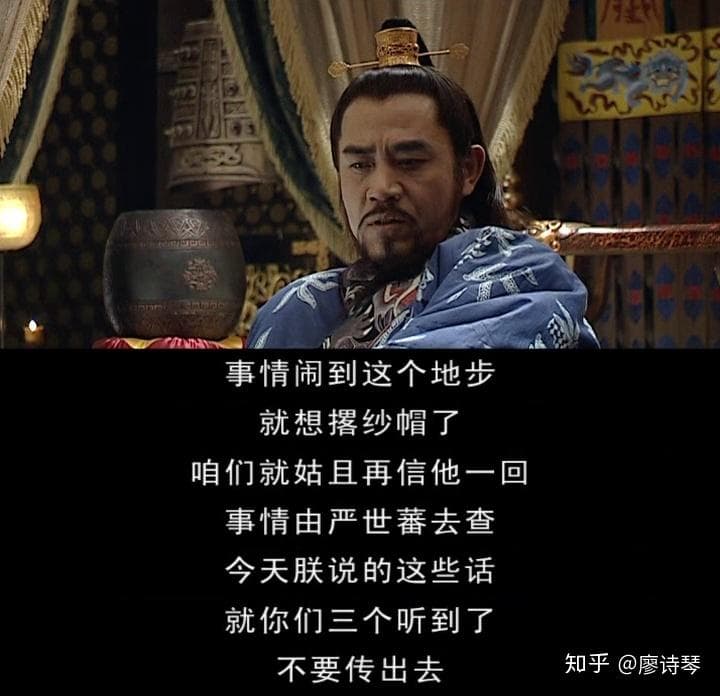 事情闹到这个地步
就想撂纱帽了
咱们就姑且再信他一回
事情由严世蕃去查
今天朕说的这些话
就你们三个听到了
不要传出去
知乎 @廖诗琴